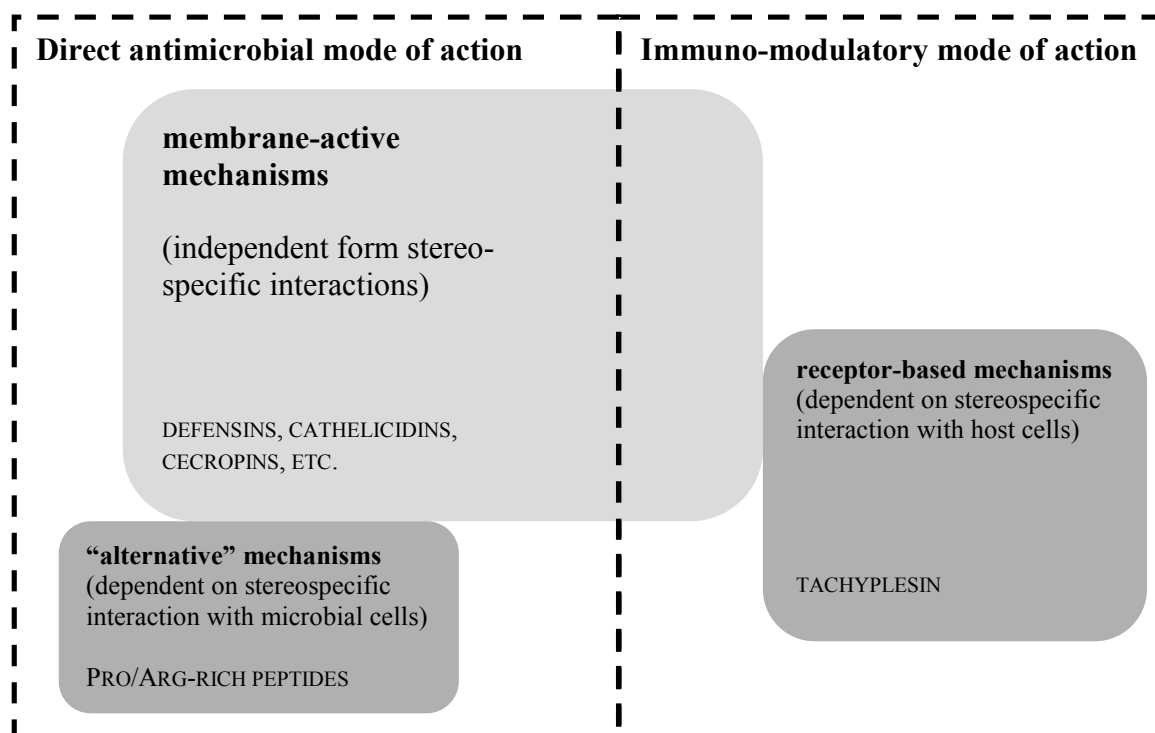 Direct antimicrobial mode of action
Immuno-modulatory mode of action
membrane-active
mechanisms
(independent form stereo-
specific interactions)
DEFENSINS, CATHELICIDINS,
CECROPINS, ETC.
receptor-based mechanisms
(dependent on stereospecific
interaction with host cells)
TACHYPLESIN
“alternative” mechanisms
(dependent on stereospecific
interaction with microbial cells)
PRO/ARG-RICH PEPTIDES